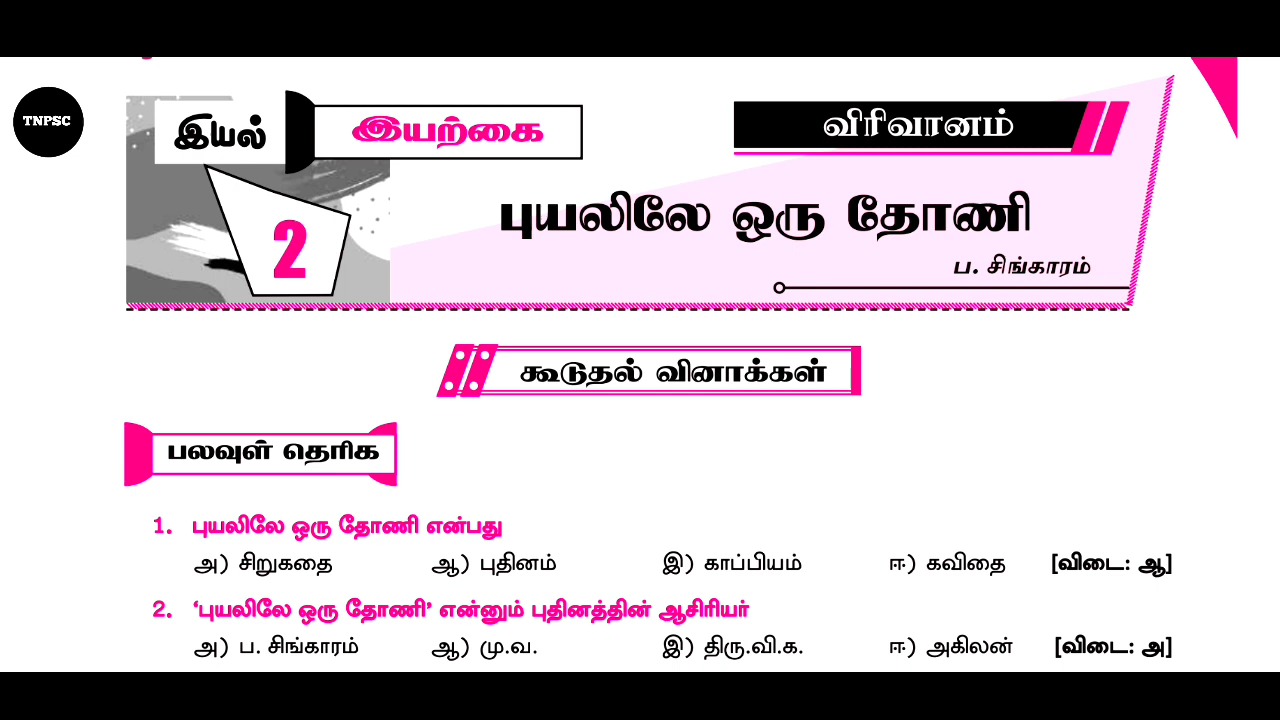 TNPSC
இயல்
இயற்கை
விரிவானம்
2
புயலிலே ஒரு தோணி
ப. சிங்காரம்
கூடுதல் வினாக்கள்
பலவுள் தெரிக
1. புயலிலே ஒரு தோணி என்பது
அ) சிறுகதை ஆ) புதினம் இ) காப்பியம் ஈ) கவிதை [விடை: ஆ]
2. ‘புயலிலே ஒரு தோணி’ என்னும் புதினத்தின் ஆசிரியர்
அ) ப. சிங்காரம் ஆ) மு.வ. இ) திரு.வி.க. ஈ) அகிலன் [விடை: அ]